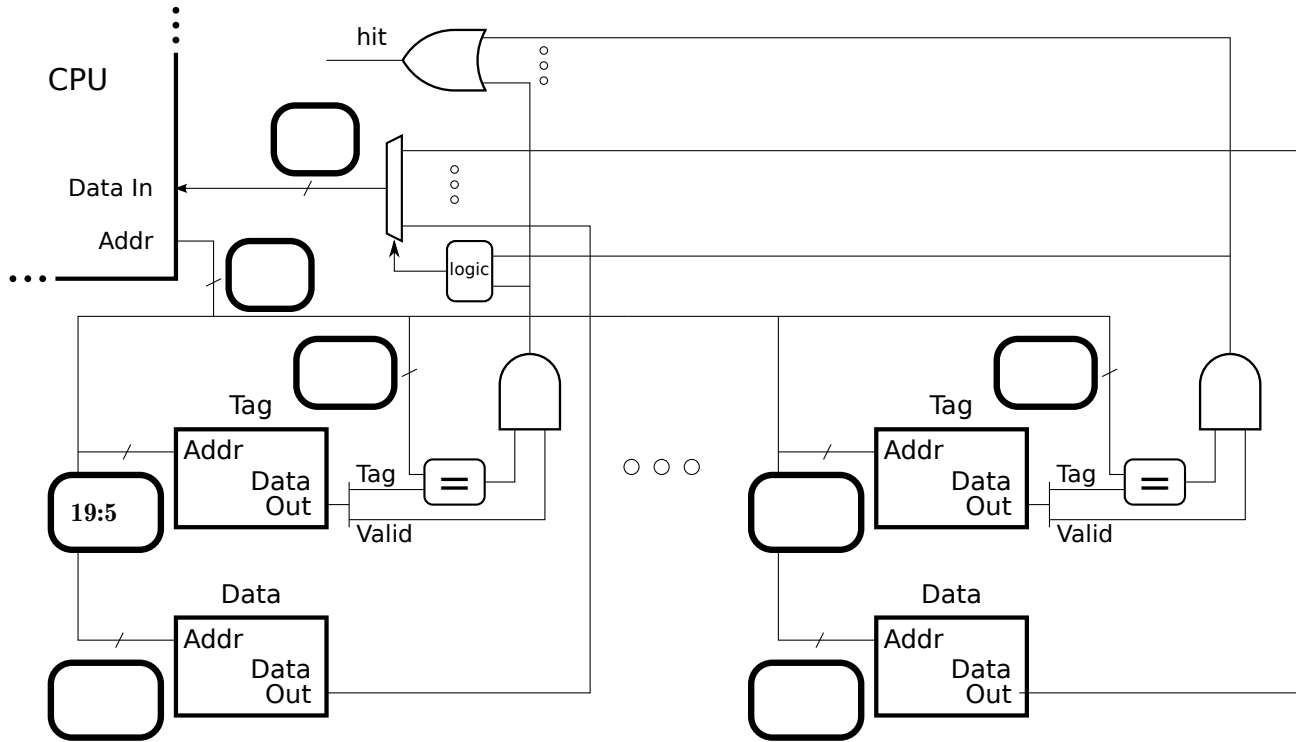 hit
CPU
Data In
Addr
logic
Tag
Addr
Data
Out
Tag
=
Valid
19:5
Tag
Addr
Data
Out
Tag
=
Valid
Data
Addr
Data
Out
Data
Addr
Data
Out